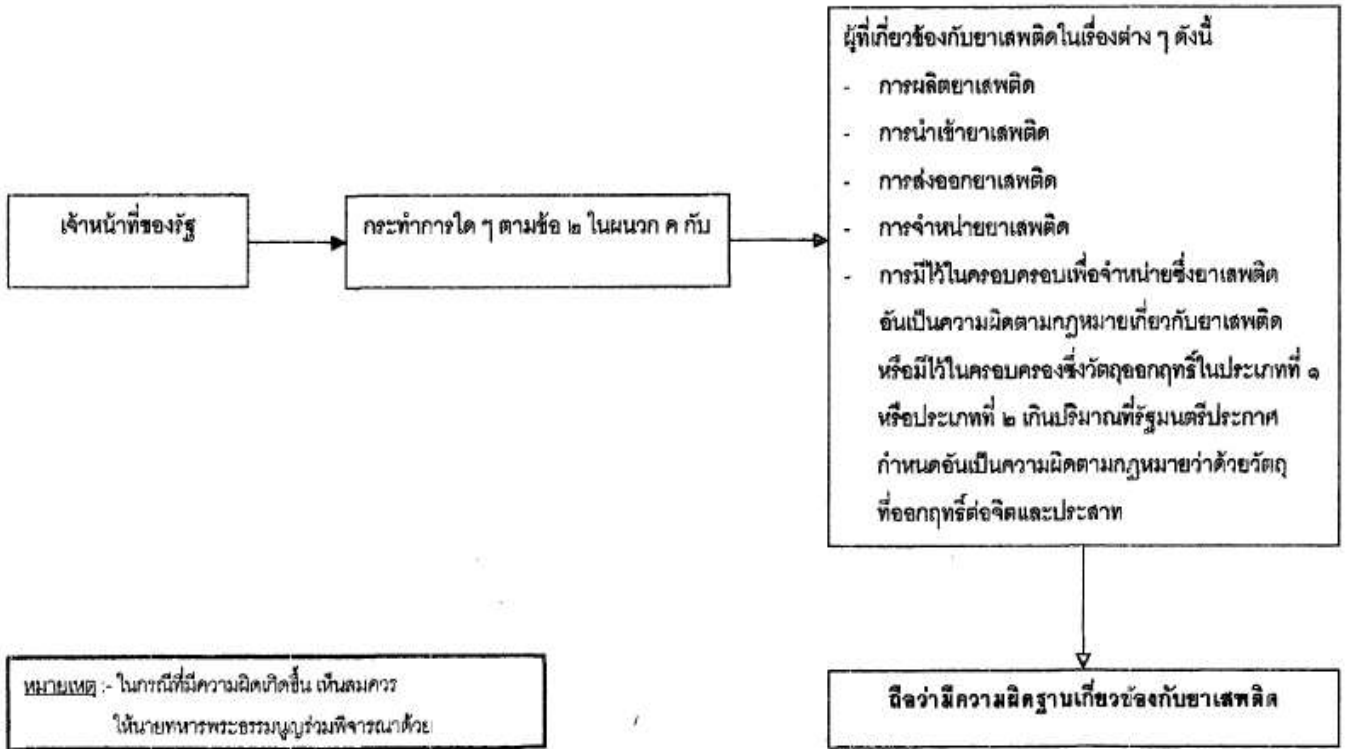 เจ้าหน้าที่ของรัฐ
กระทำการใด ๆ ตามข้อ ๒ ในผนวก ค กับ
ผู้ที่เกี่ยวข้องกับยาเสพติดในเรื่องต่าง ๆ ดังนี้
- การผลิตยาเสพติด
- การนำเข้ายาเสพติด
- การส่งออกยาเสพติด
- การจำหน่ายยาเสพติด
- การมีไว้ในครอบครอบเพื่อจำหน่ายซึ่งยาเสพติด
อันเป็นความผิดตามกฎหมายเกี่ยวกับยาเสพติด
หรือมีไว้ในครอบครองซึ่งวัตถุออกฤทธิ์ในประเภทที่ ๑
หรือประเภทที่ ๒ เกินปริมาณที่รัฐมนตรีประกาศ
กำหนดอันเป็นความผิดตามกฎหมายว่าด้วยวัตถุ
ที่ออกฤทธิ์ต่อจิตและประสาท
ถือว่ามีความผิดฐานเกี่ยวข้องกับยาเสพติด
หมายเหตุ :- ในกรณีที่มีความผิดเกิดขึ้น เห็นสมควร
ให้นายทหารพระธรรมนูญร่วมพิจารณาด้วย